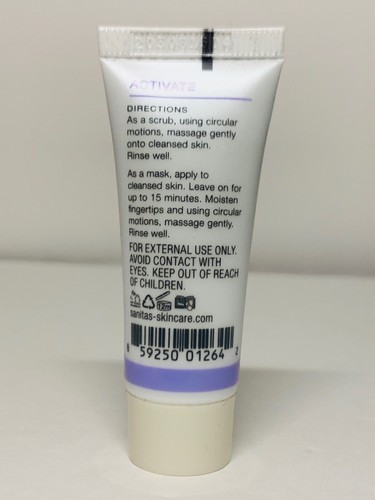 ACTIVATE
DIRECTIONS
As a scrub, using circular
motions, massage gently
onto cleansed skin.
Rinse well.
As a mask, apply to
cleansed skin. Leave on for
up to 15 minutes. Moisten
fingertips and using circular
motions, massage gently.
Rinse well.
FOR EXTERNAL USE ONLY.
AVOID CONTACT WITH
EYES. KEEP OUT OF REACH
OF CHILDREN.
sanitas-skincare.com
8 59250 01264 2